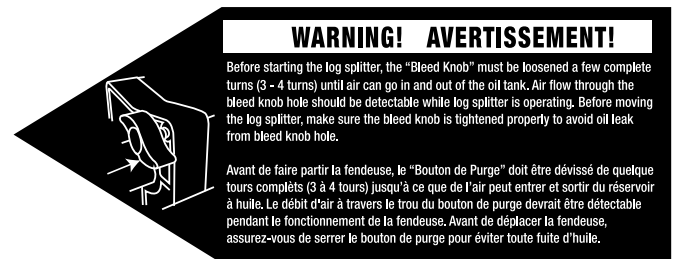 WARNING! AVERTISSEMENT!
Before starting the log splitter, the “Bleed Knob” must be loosened a few complete
turns (3 - 4 turns) until air can go in and out of the oil tank. Air flow through the
bleed knob hole should be detectable while log splitter is operating. Before moving
the log splitter, make sure the bleed knob is tightened properly to avoid oil leak
from bleed knob hole.
Avant de faire partir la fendeuse, le “Bouton de Purge” doit être dévissé de quelque
tours complèts (3 à 4 tours) jusqu'à ce que de l'air peut entrer et sortir du réservoir
à huile. Le débit d'air à travers le trou du bouton de purge devrait être détectable
pendant le fonctionnement de la fendeuse. Avant de déplacer la fendeuse,
assurez-vous de serrer le bouton de purge pour éviter toute fuite d'huile.